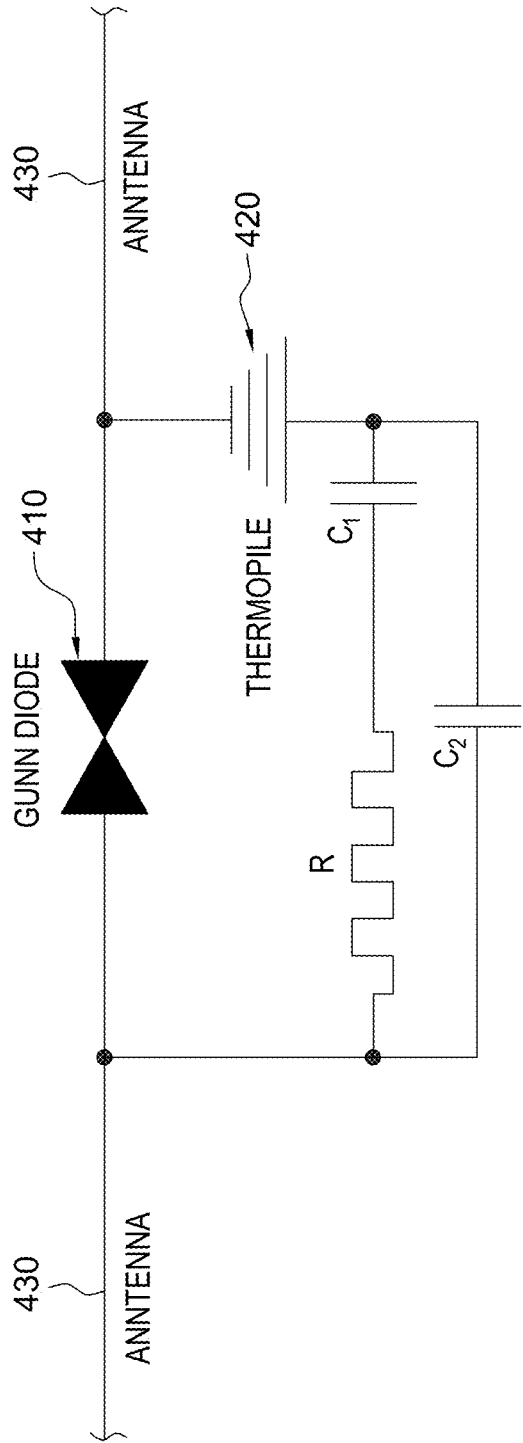 430
ANNTENNA
GUNN DIODE
410
430
ANNTENNA
420
THERMOPILE
R
C₁
C₂